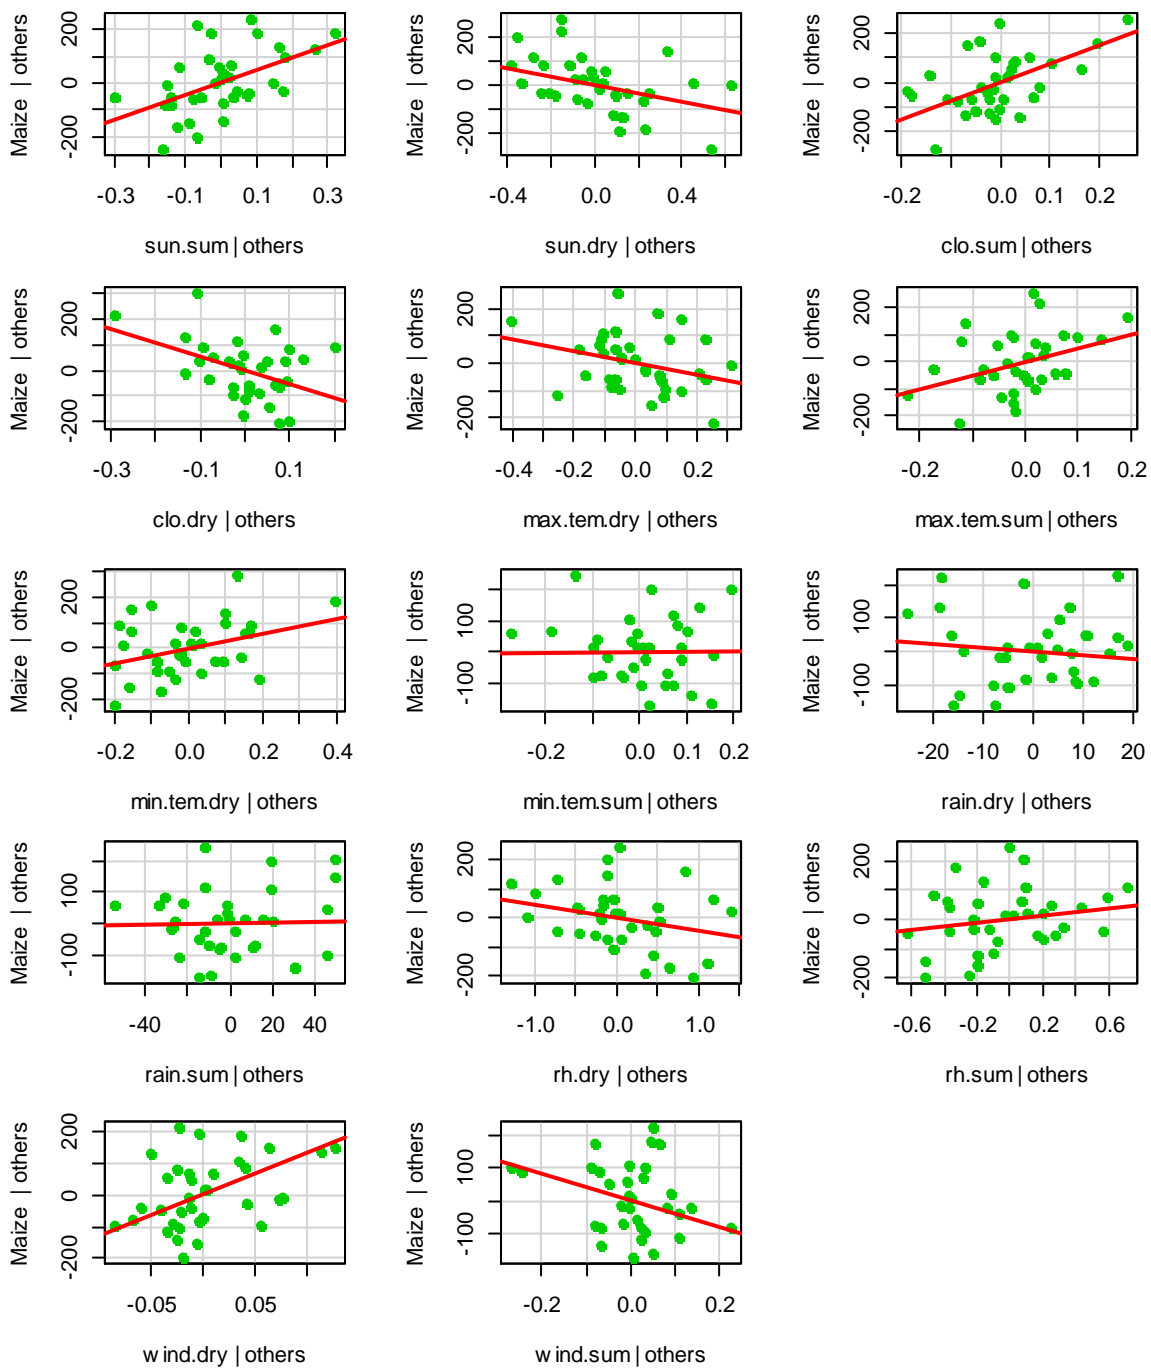 Maize | others
200
0
-200
-0.3 -0.1 0.1 0.3
sun.sum | others
Maize | others
200
0
-200
-0.4 0.0 0.4
sun.dry | others
Maize | others
200
0
-200
-0.2 0.0 0.1 0.2
clo.sum | others
Maize | others
200
0
-200
-0.3 -0.1 0.1
clo.dry | others
Maize | others
200
0
-200
-0.4 -0.2 0.0 0.2
max.tem.dry | others
Maize | others
200
0
-200
-0.2 0.0 0.1 0.2
max.tem.sum | others
Maize | others
200
0
-200
-0.2 0.0 0.2 0.4
min.tem.dry | others
Maize | others
100
-100
-0.2 0.0 0.1 0.2
min.tem.sum | others
Maize | others
100
-100
-20 -10 0 10 20
rain.dry | others
Maize | others
100
-100
-40 0 20 40
rain.sum | others
Maize | others
200
0
-200
-1.0 0.0 1.0
rh.dry | others
Maize | others
200
0
-200
-0.6 -0.2 0.2 0.6
rh.sum | others
Maize | others
200
0
-200
-0.05 0.05
wind.dry | others
Maize | others
100
-100
-0.2 0.0 0.2
wind.sum | others